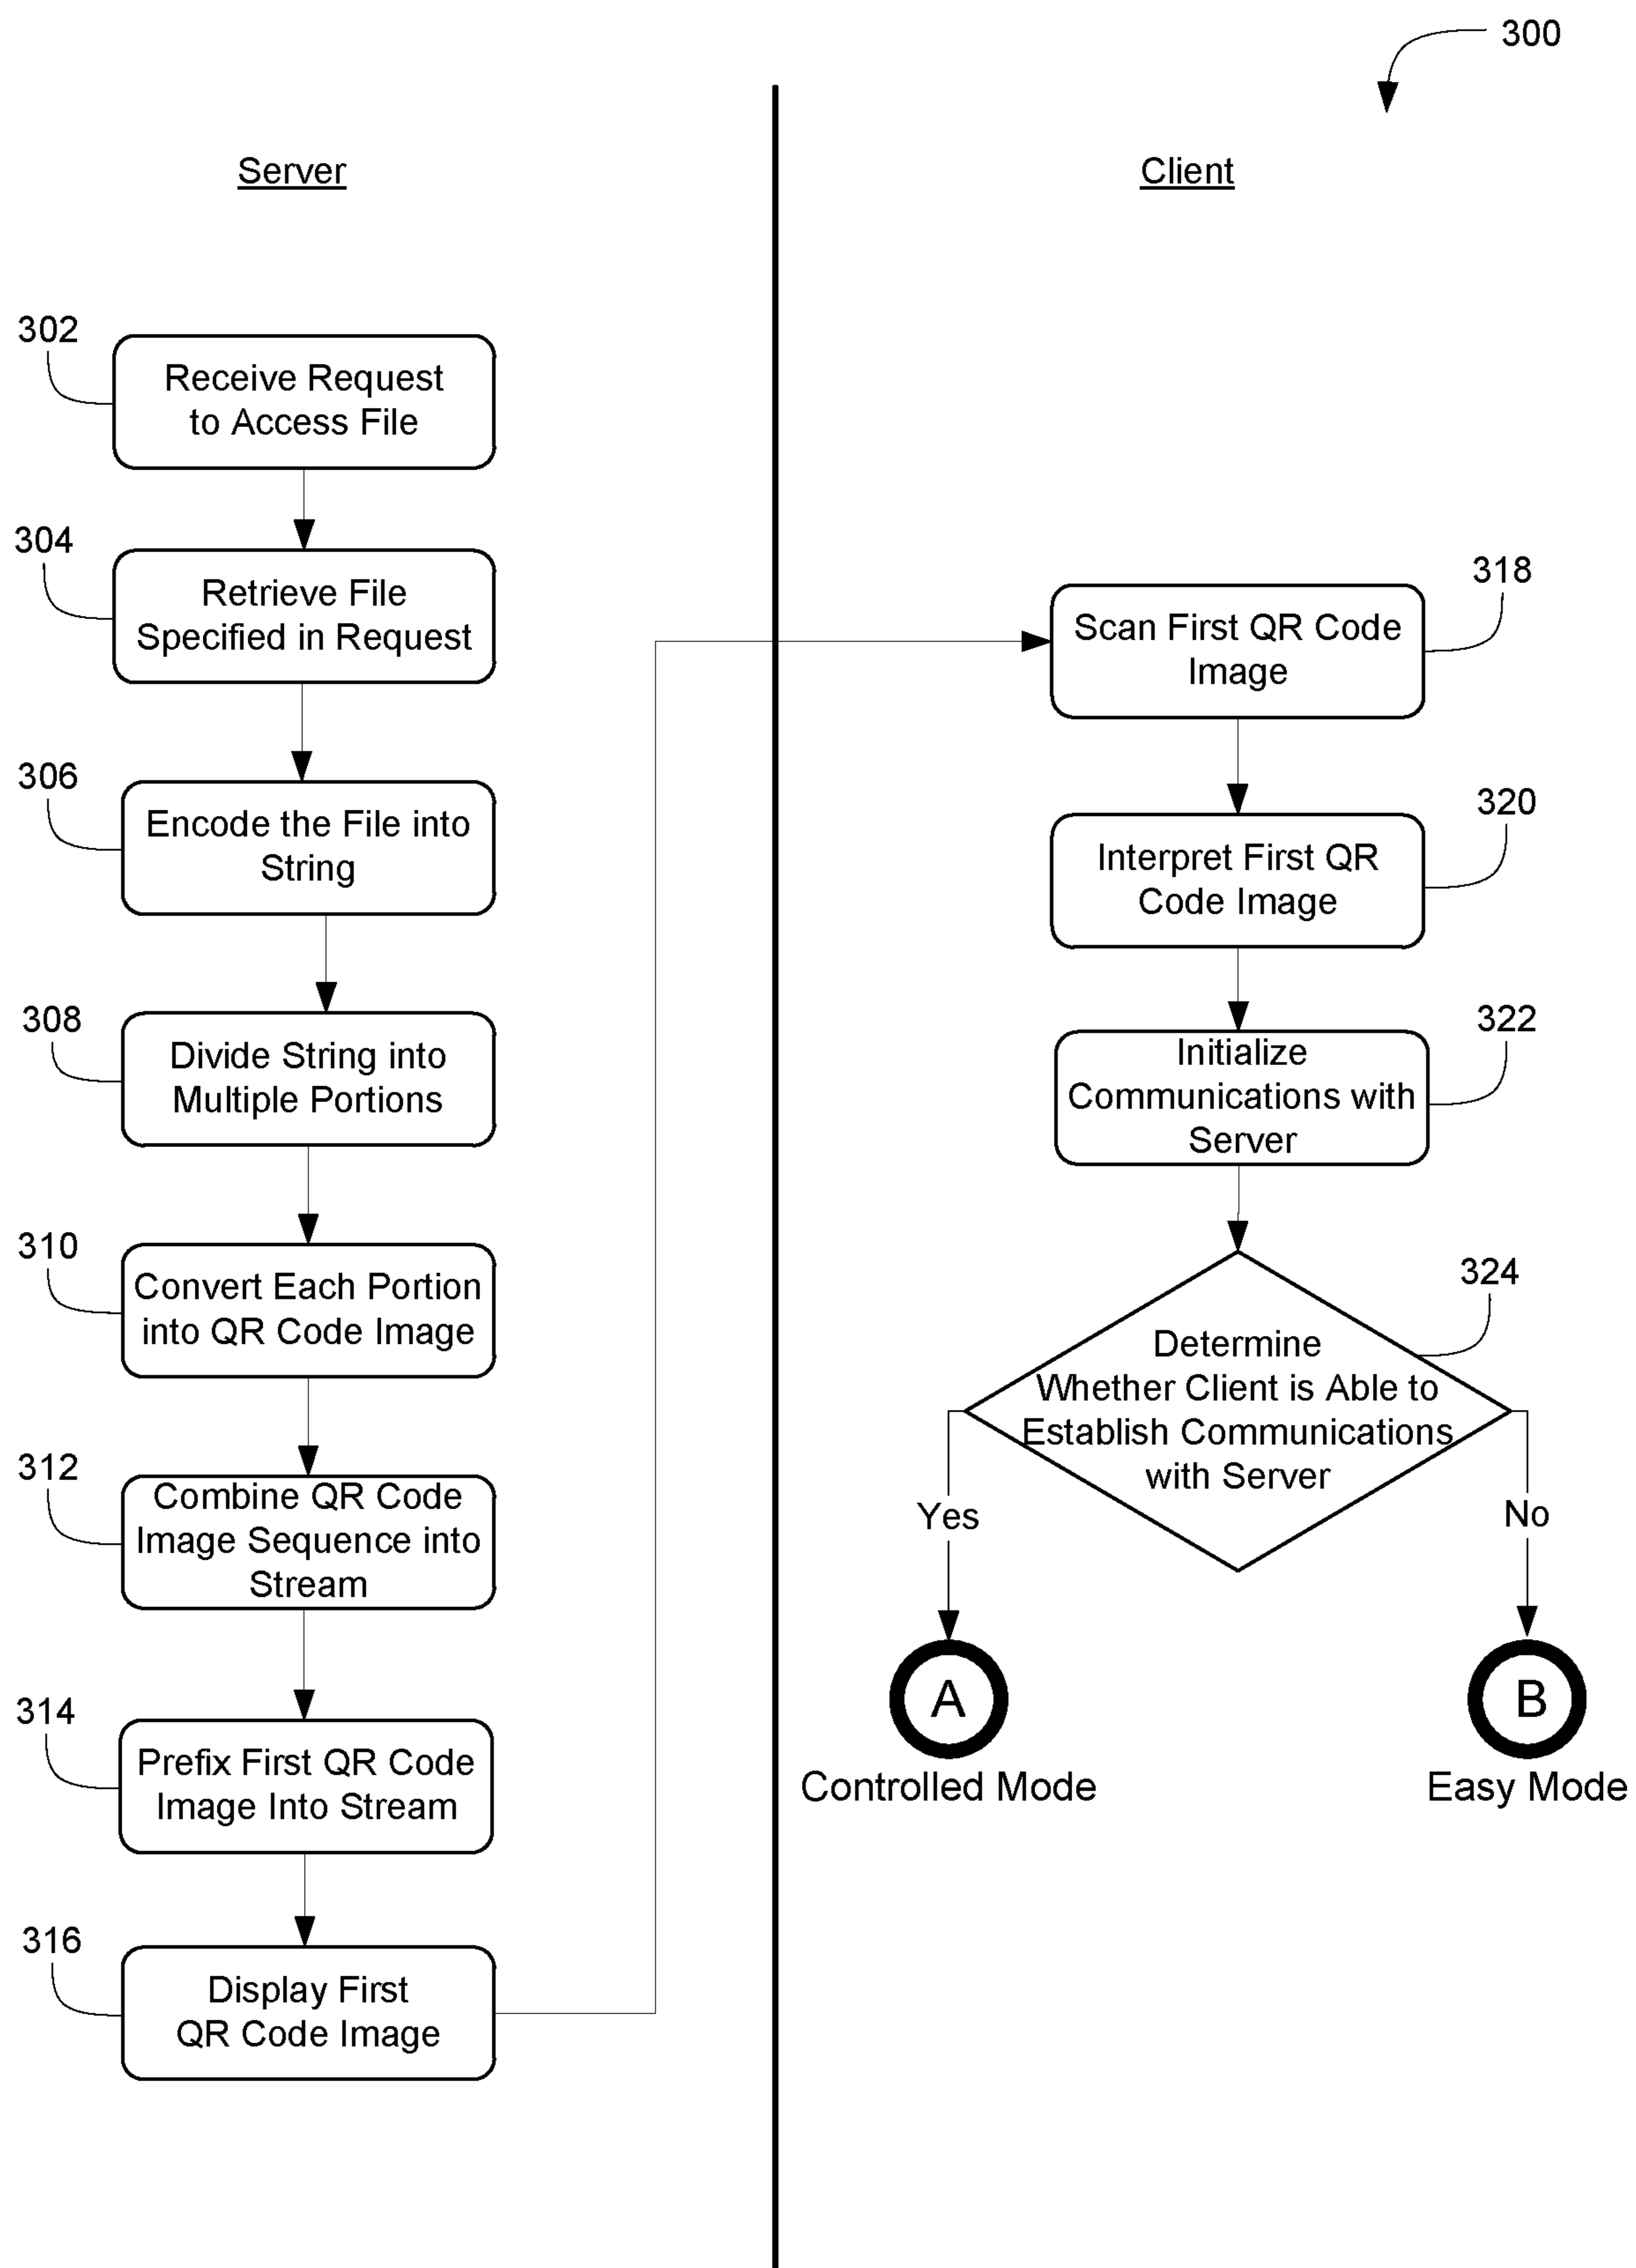 300
Server
Client
302
Receive Request
to Access File
304
Retrieve File
Specified in Request
306
Encode the File into
String
308
Divide String into
Multiple Portions
310
Convert Each Portion
into QR Code Image
312
Combine QR Code
Image Sequence into
Stream
314
Prefix First QR Code
Image Into Stream
316
Display First
QR Code Image
318
Scan First QR Code
Image
320
Interpret First QR
Code Image
322
Initialize
Communications with
Server
324
Determine
Whether Client is Able to
Establish Communications
with Server
Yes
No
A
B
Controlled Mode
Easy Mode